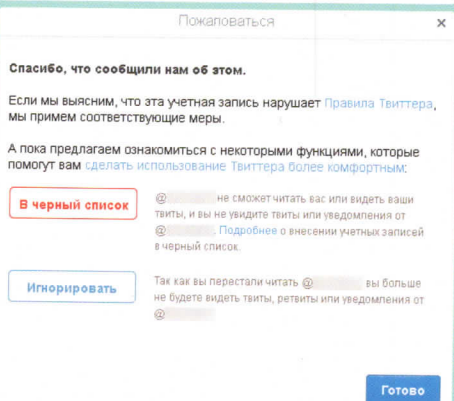 Пожаловаться
×
Спасибо, что сообщили нам об этом.
Если мы выясним, что эта учетная запись нарушает Правила Твиттера,
мы примем соответствующие меры.
А пока предлагаем ознакомиться с некоторыми функциями, которые
помогут вам сделать использование Твиттера более комфортным:
В черный список
@ не сможет читать вас или видеть ваши
твиты, и вы не увидите твиты или уведомления от
@ . Подробнее о внесении учетных записей
в черный список.
Игнорировать
Так как вы перестали читать @ вы больше
не будете видеть твиты, ретвиты или уведомления от
@
Готово